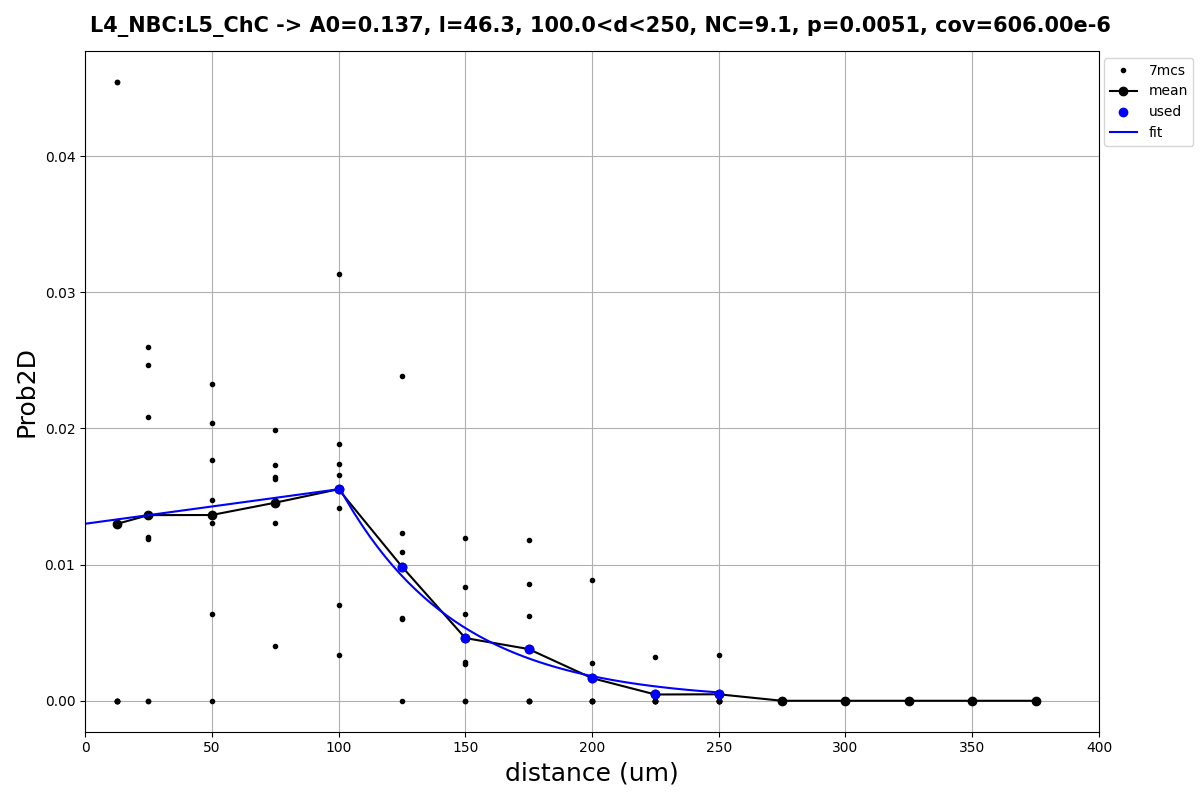 L4_NBC:L5_ChC -> A0=0.137, l=46.3, 100.0<d<250, NC=9.1, p=0.0051, cov=606.00e-6
7mcs
mean
used
fit
Prob2D
0.04
0.03
0.02
0.01
0.00
0 50 100 150 200 250 300 350 400
distance (um)